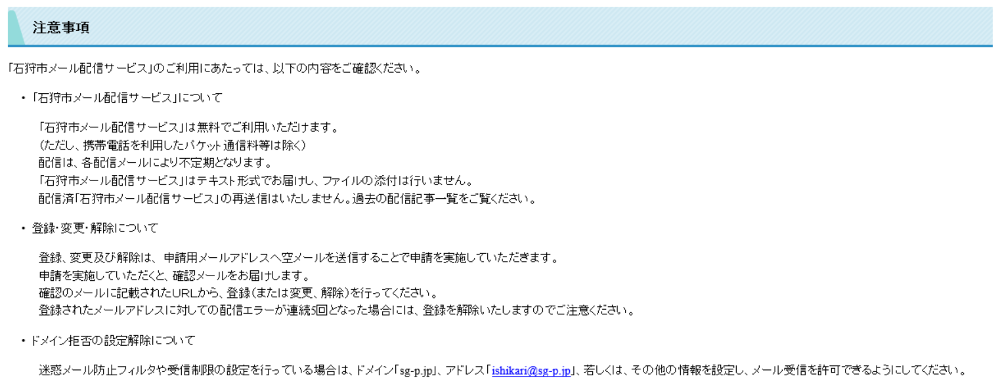 注意事項
「石狩市メール配信サービス」のご利用にあたっては、以下の内容をご確認ください。
・「石狩市メール配信サービス」について
「石狩市メール配信サービス」は無料でご利用いただけます。
(ただし、携帯電話を利用したパケット通信料等は除く)
配信は、各配信メールにより不定期となります。
「石狩市メール配信サービス」はテキスト形式でお届けし、ファイルの添付は行いません。
配信済「石狩市メール配信サービス」の再送信はいたしません。過去の配信記事一覧をご覧ください。
・登録・変更・解除について
登録、変更及び解除は、申請用メールアドレスへ空メールを送信することで申請を実施していただきます。
申請を実施していただくと、確認メールをお届けします。
確認のメールに記載されたURLから、登録(または変更、解除)を行ってください。
登録されたメールアドレスに対しての配信エラーが連続5回となった場合には、登録を解除いたしますのでご注意ください。
・ドメイン拒否の設定解除について
迷惑メール防止フィルタや受信制限の設定を行っている場合は、ドメイン「sg-p.jp」、アドレス「ishikari@sg-p.jp」、若しくは、その他の情報を設定し、メール受信を許可できるようにしてください。